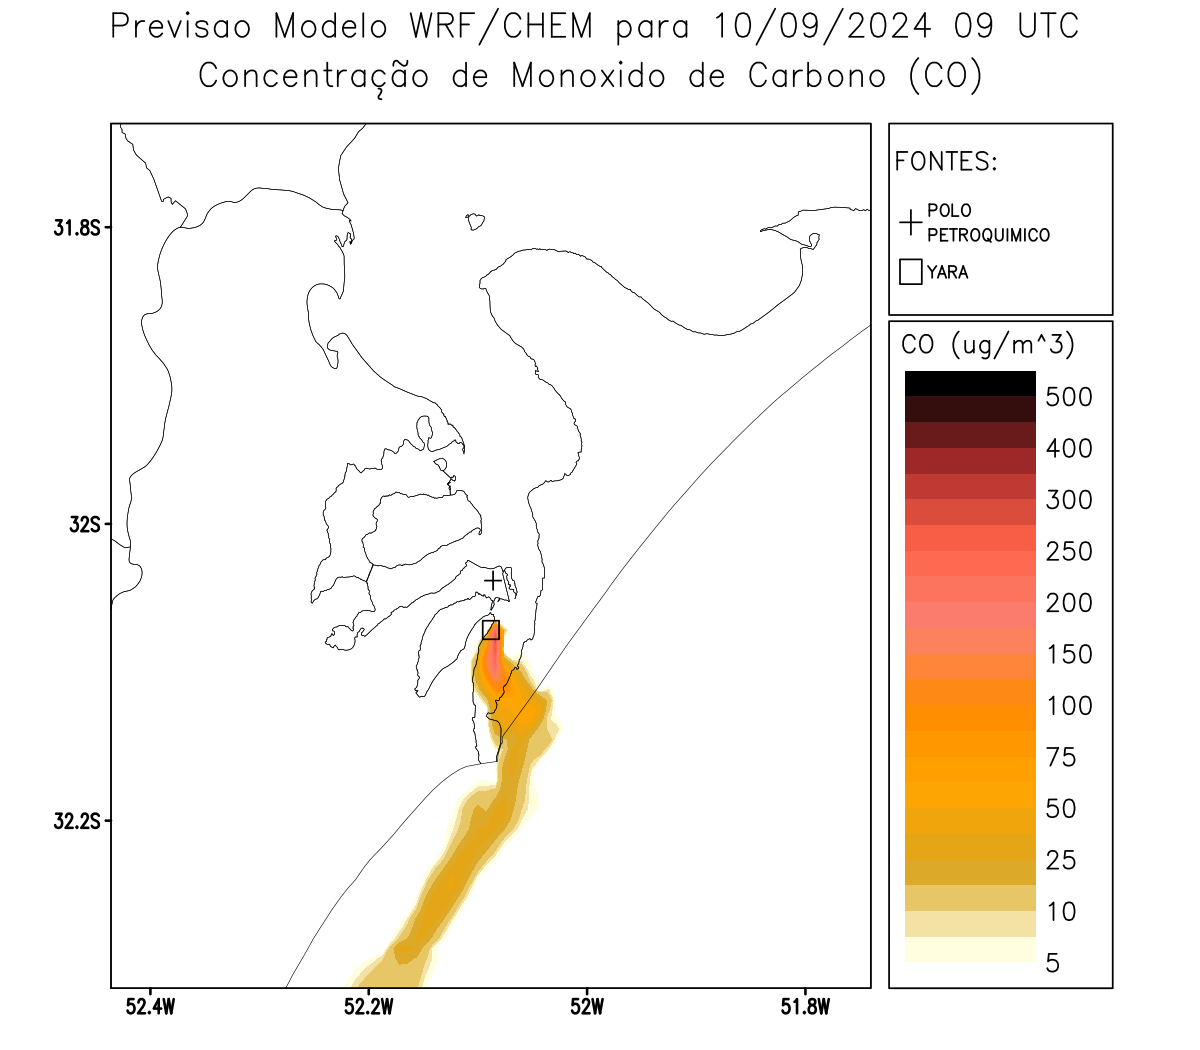 Previsao Modelo WRF/CHEM para 10/09/2024 09 UTC
Concentração de Monoxido de Carbono (CO)
FONTES:
POLO
PETROQUIMICO
YARA
CO (ug/m^3)
500
400
300
250
200
150
100
75
50
25
10
5
31.8S
32S
32.2S
52.4W
52.2W
52W
51.8W